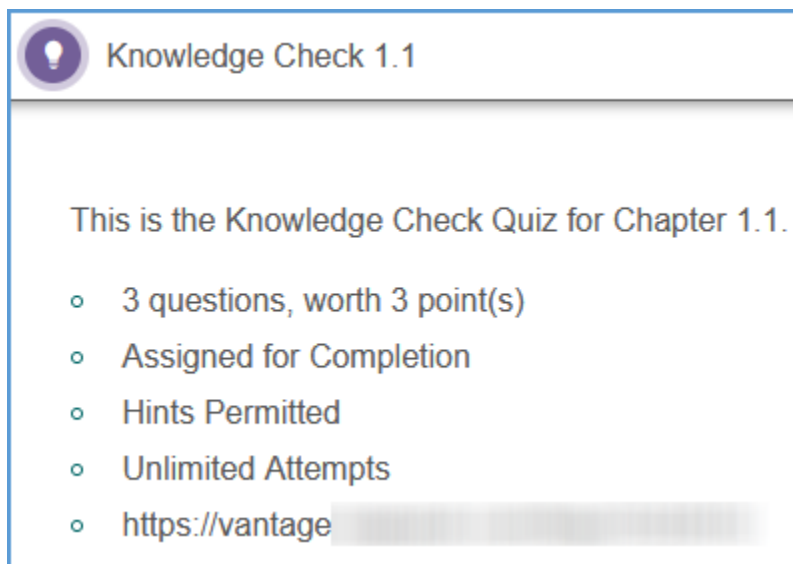 Knowledge Check 1.1
This is the Knowledge Check Quiz for Chapter 1.1.
3 questions, worth 3 point(s)
Assigned for Completion
Hints Permitted
Unlimited Attempts
https://vantage